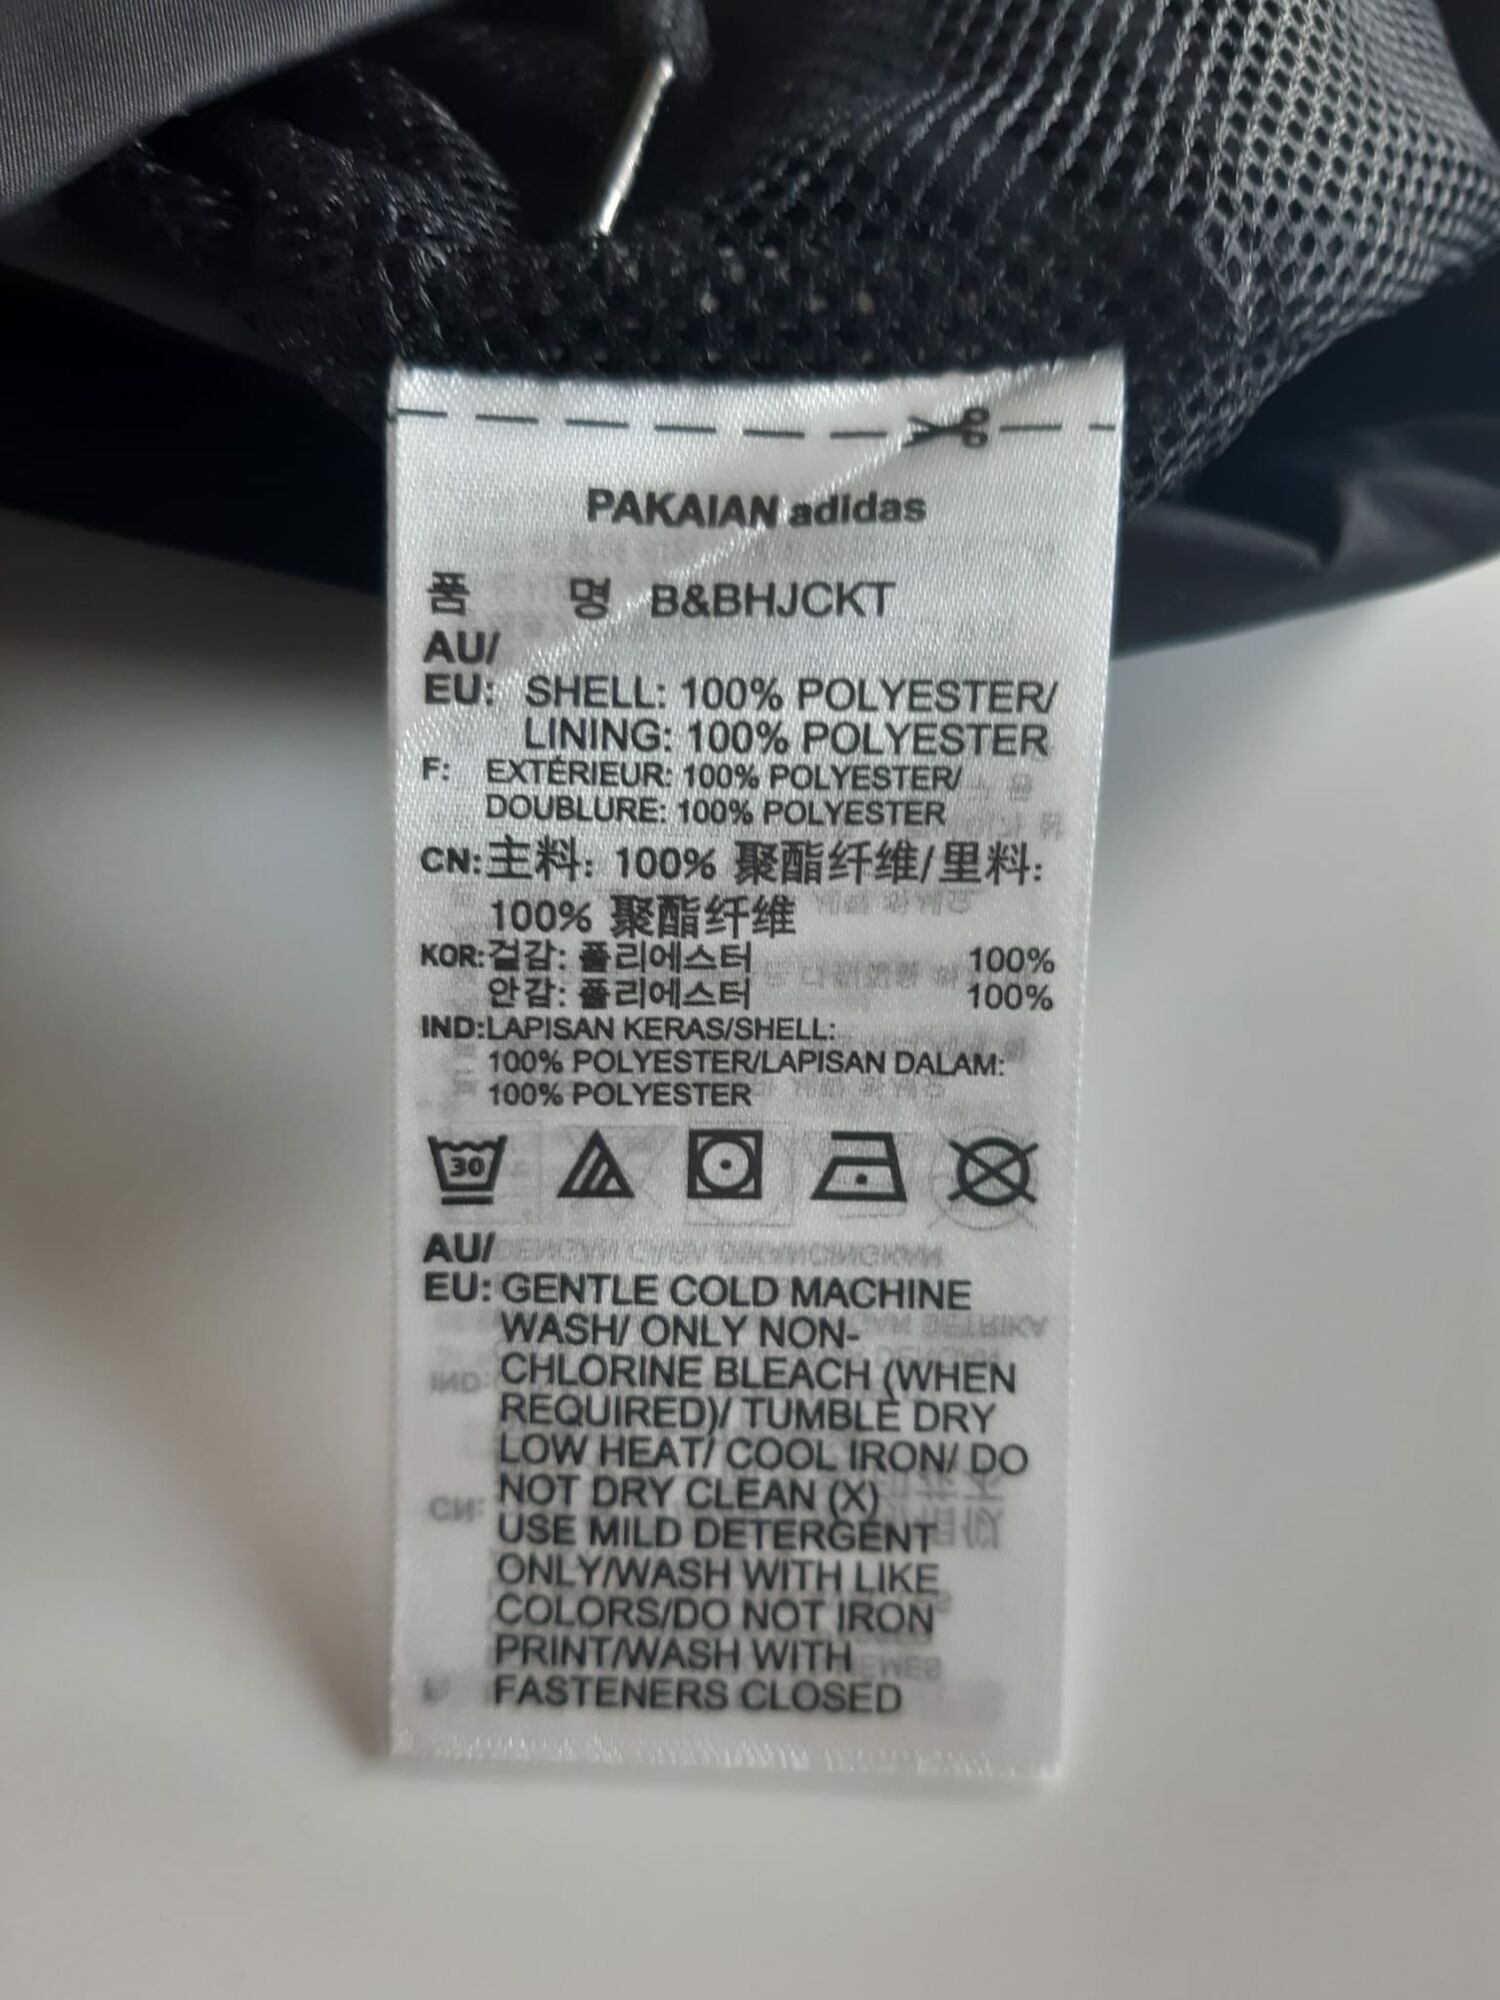 PAKAIAN adidas
품 명 B&BHJCKT
AU/
EU: SHELL: 100% POLYESTER/
LINING: 100% POLYESTER
F: EXTÉRIEUR: 100% POLYESTER/
DOUBLURE: 100% POLYESTER
CN:主料: 100% 聚酯纤维/里料:
100% 聚酯纤维
KOR:겉감: 폴리에스터 100%
안감: 폴리에스터 100%
IND:LAPISAN KERAS/SHELL:
100% POLYESTER/LAPISAN DALAM:
100% POLYESTER
30
AU/
EU: GENTLE COLD MACHINE
WASH/ ONLY NON-
CHLORINE BLEACH (WHEN
REQUIRED)/ TUMBLE DRY
LOW HEAT/ COOL IRON/ DO
NOT DRY CLEAN (X)
USE MILD DETERGENT
ONLY/WASH WITH LIKE
COLORS/DO NOT IRON
PRINT/WASH WITH
FASTENERS CLOSED